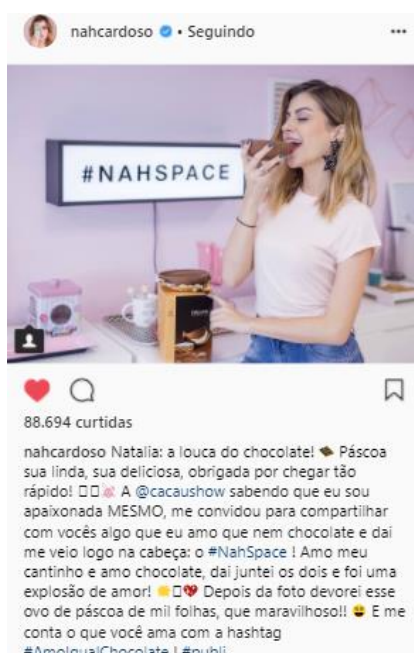 nahcardoso • Seguindo
#NAHSPACE
88.694 curtidas
nahcardoso Natalia: a louca do chocolate! Páscoa
sua linda, sua deliciosa, obrigada por chegar tão
rápido! A @cacaushow sabendo que eu sou
apaixonada MESMO, me convidou para compartilhar
com vocês algo que eu amo que nem chocolate e dai
me veio logo na cabeça: o #NahSpace ! Amo meu
cantinho e amo chocolate, dai juntei os dois e foi uma
explosão de amor! Depois da foto devorei esse
ovo de páscoa de mil folhas, que maravilhoso!! E me
conta o que você ama com a hashtag
#AmoIgualChocolate ! #publi